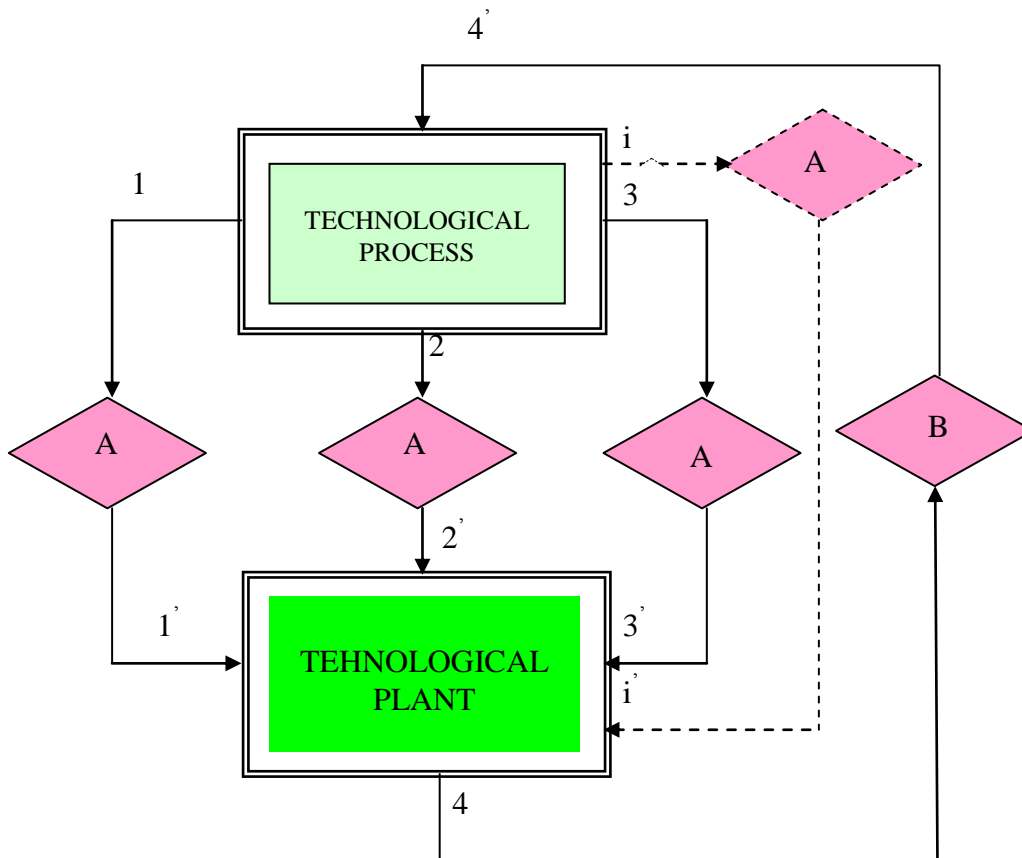 4’
i
A
1
3
TECHNOLOGICAL
PROCESS
2
A
A
A
B
2’
1’
3’
TEHNOLOGICAL
PLANT
i’
4